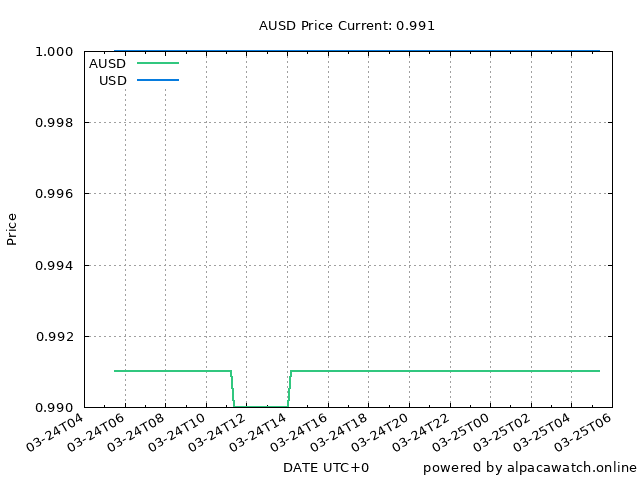 AUSD Price Current: 0.991
1.000
AUSD
USD
0.998
0.996
Price
0.994
0.992
0.990
03-24T04
03-24T06
03-24T08
03-24T10
03-24T12
03-24T14
03-24T16
03-24T18
03-24T20
03-24T22
03-25T00
03-25T02
03-25T04
03-25T06
DATE UTC+0
powered by alpacawatch.online